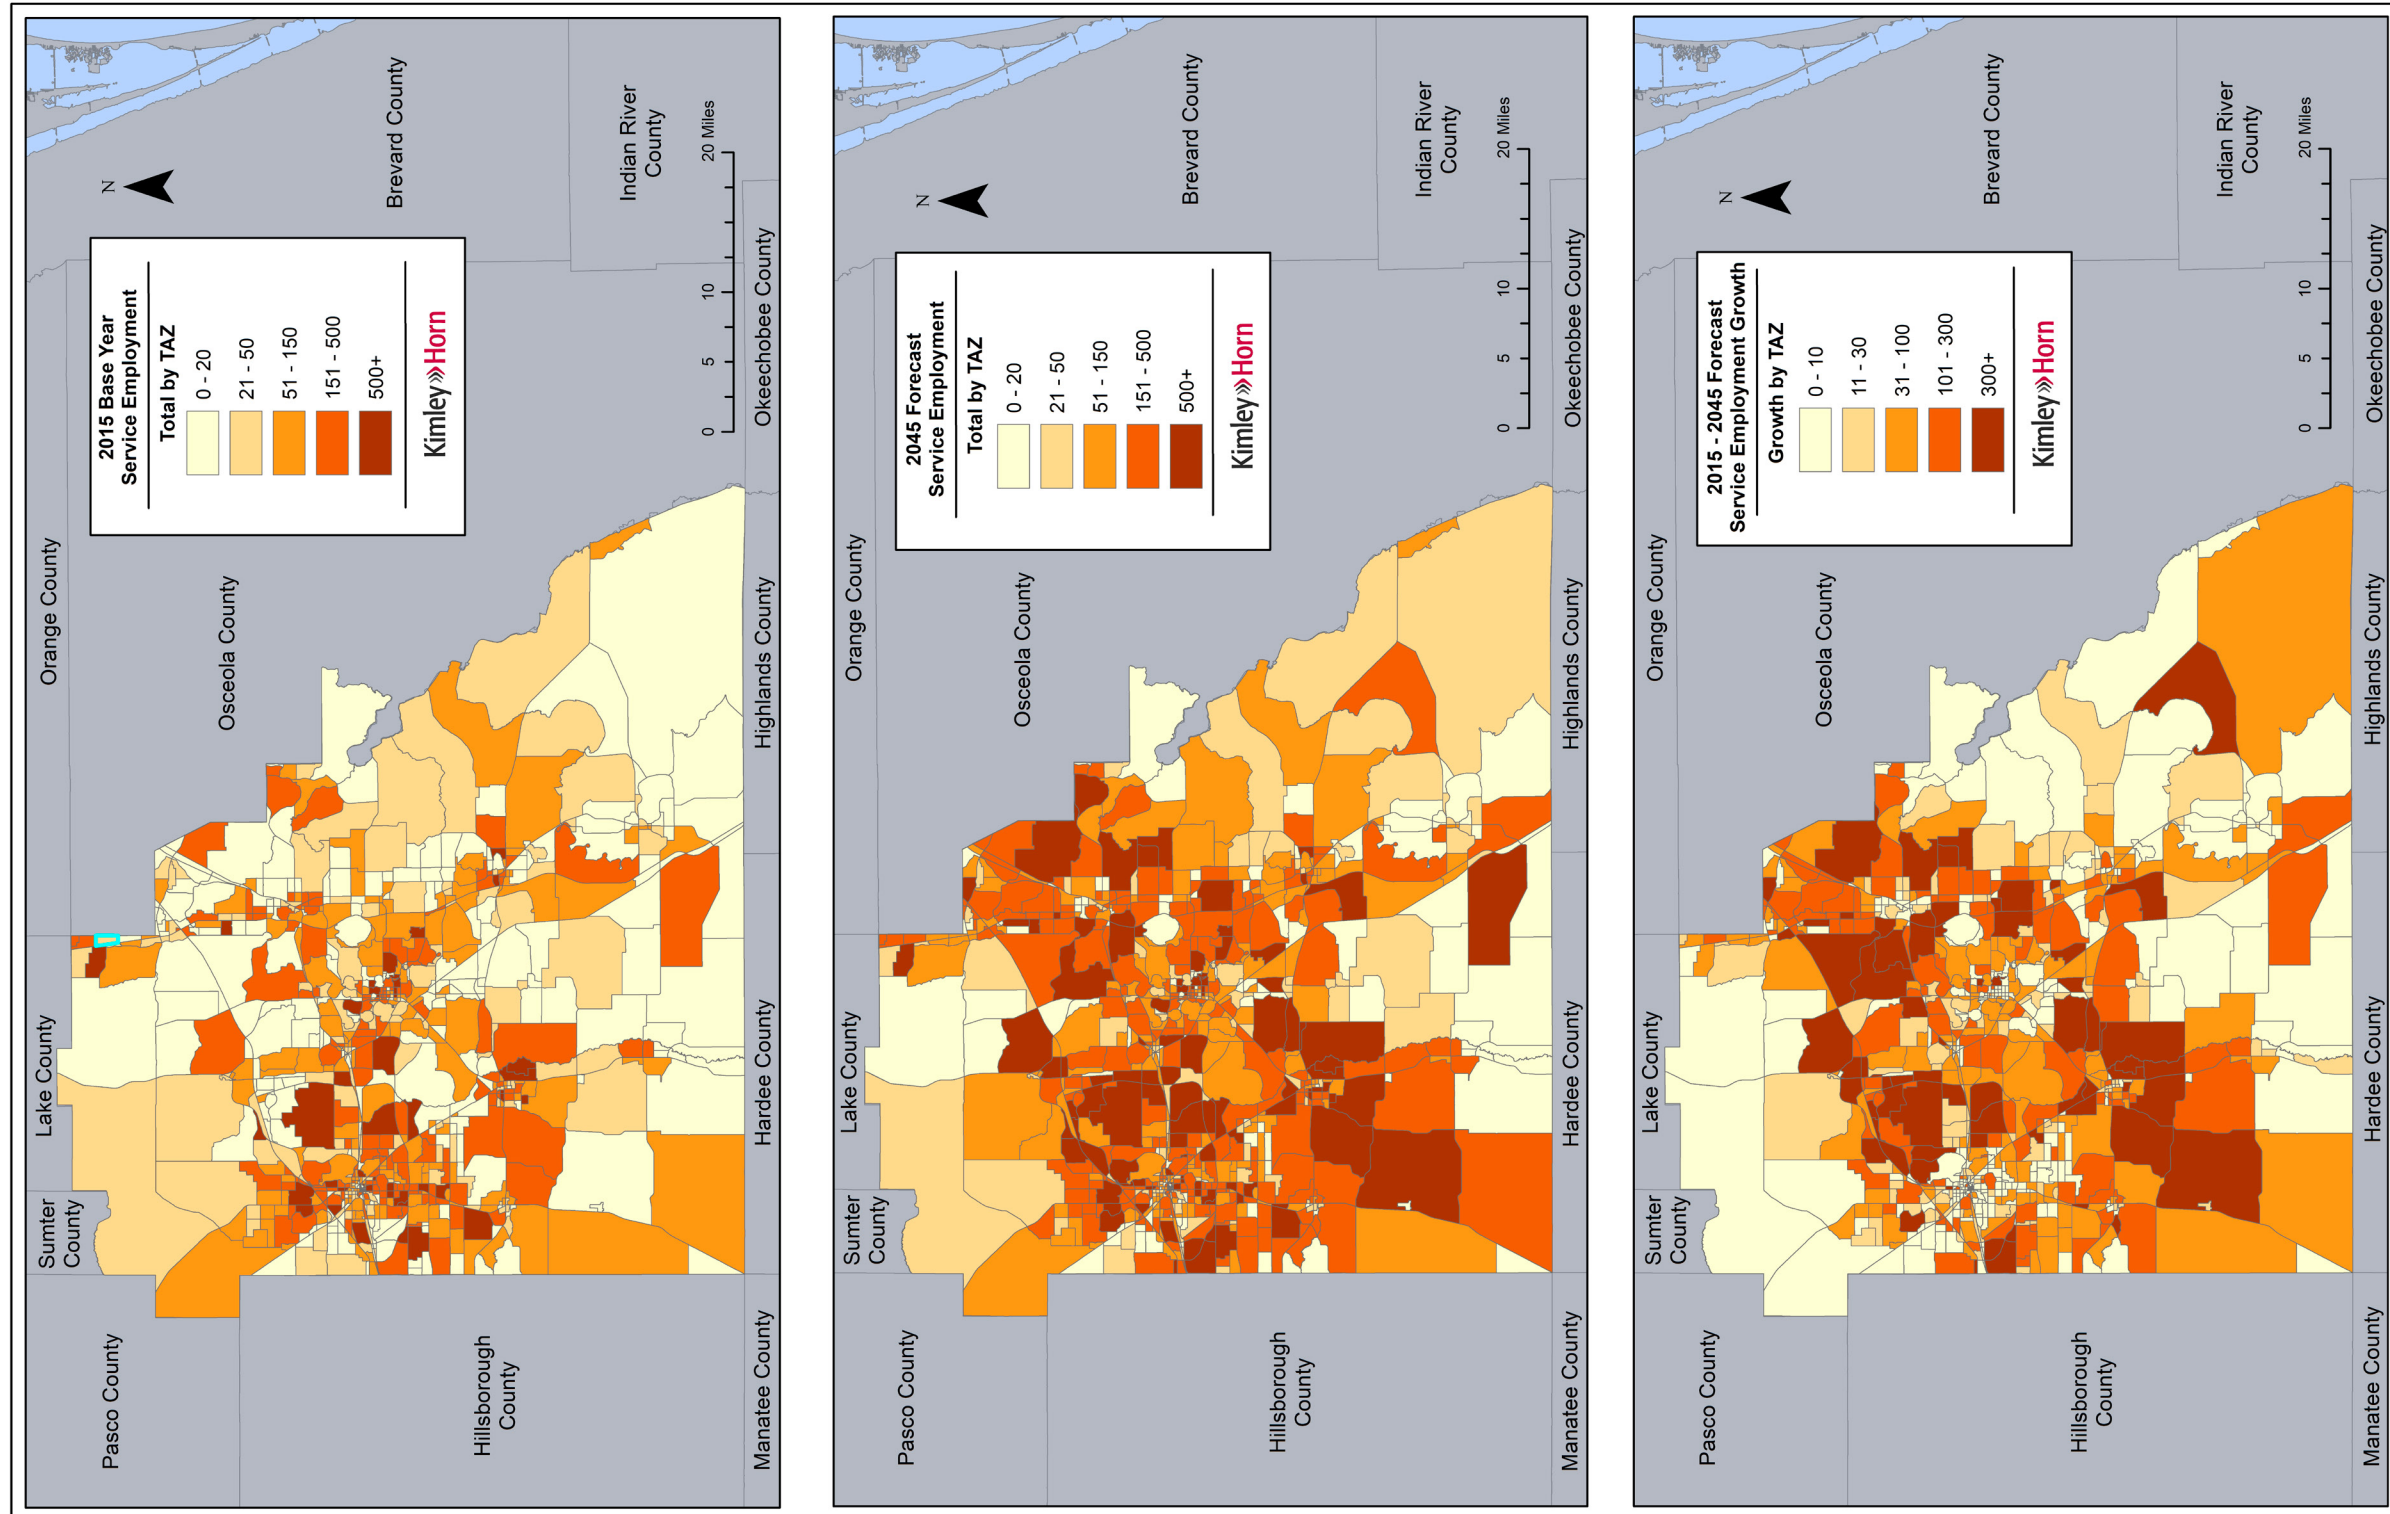 2015 Base Year
Service Employment
Total by TAZ
0 - 20
21 - 50
51 - 150
151 - 500
500+
Kimley»Horn
N
0
5
10
20 Miles
Pasco County
Sumter
County
Lake County
Orange County
Osceola County
Brevard County
Indian River
County
Hillsborough
County
Manatee County
Hardee County
Highlands County
Okeechobee County
2045 Forecast
Service Employment
Total by TAZ
0 - 20
21 - 50
51 - 150
151 - 500
500+
Kimley»Horn
N
0
5
10
20 Miles
Pasco County
Sumter
County
Lake County
Orange County
Osceola County
Brevard County
Indian River
County
Hillsborough
County
Manatee County
Hardee County
Highlands County
Okeechobee County
2015 - 2045 Forecast
Service Employment Growth
Growth by TAZ
0 - 10
11 - 30
31 - 100
101 - 300
300+
Kimley»Horn
N
0
5
10
20 Miles
Pasco County
Sumter
County
Lake County
Orange County
Osceola County
Brevard County
Indian River
County
Hillsborough
County
Manatee County
Hardee County
Highlands County
Okeechobee County